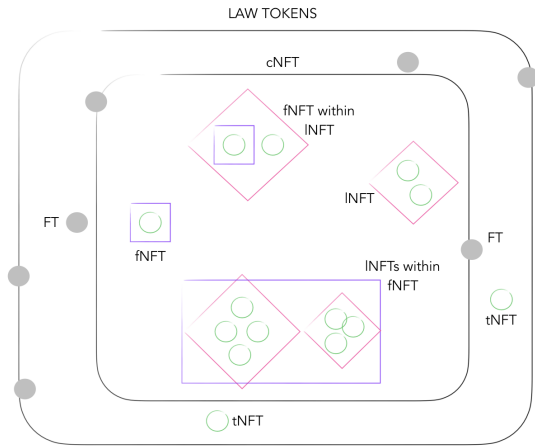 LAW TOKENS
cNFT
fNFT within
lNFT
lNFT
FT
FT
fNFT
lNFTs within
fNFT
tNFT
tNFT